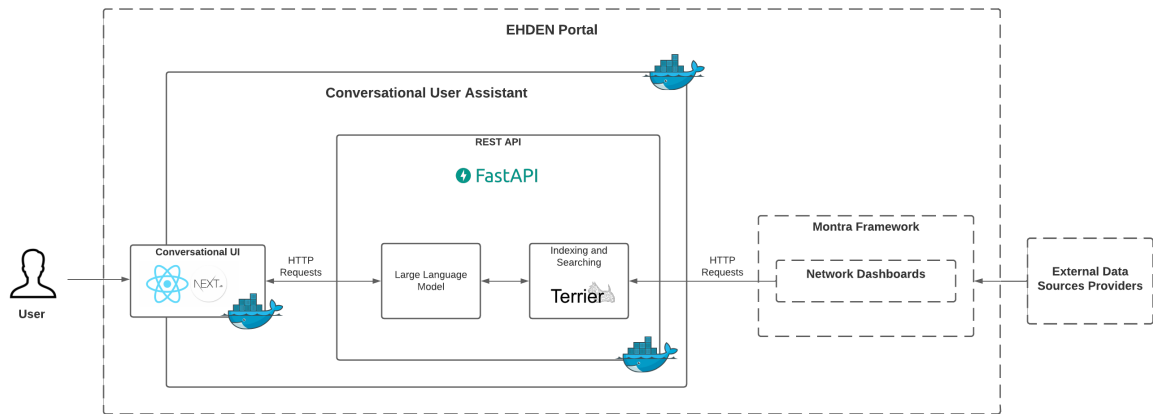 EHDEN Portal
Conversational User Assistant
REST API
FastAPI
Conversational UI
NEXT.JS
HTTP
Requests
Large Language
Model
Indexing and
Searching
Terrier
HTTP
Requests
Montra Framework
Network Dashboards
External Data
Sources Providers
User